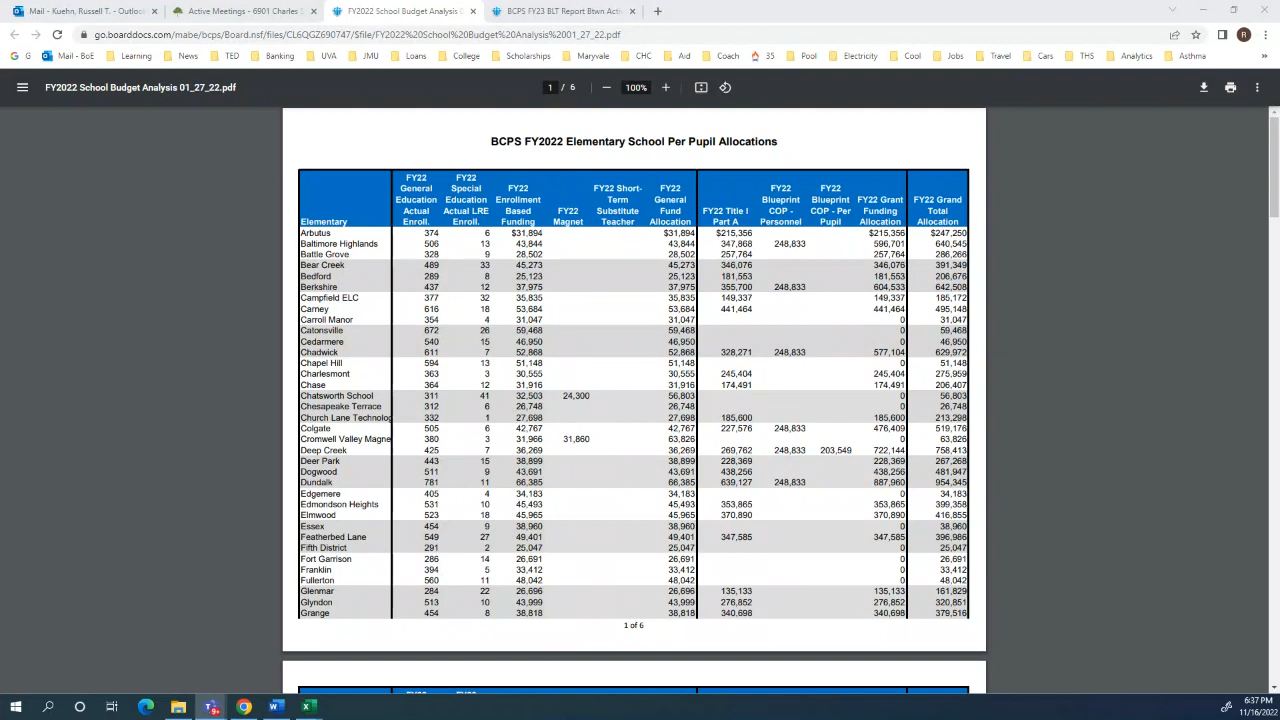 Mail - Kuehn, Russell T. - Outlook
Active Meetings - 6901 Charles S
FY2022 School Budget Analysis 0
BCPS FY23 BLT Report Btwn Activ
go.boarddocs.com/mabe/bcps/Board.nsf/files/CL6QGZ690747/$file/FY2022%20School%20Budget%20Analysis%2001_27_22.pdf
R
G Mail - BoE Learning News TED Banking UVA JMU Loans College Scholarships Maryvale CHC Aid Coach 35 Pool Electricity Cool Jobs Travel Cars THS Analytics Asthma »
FY2022 School Budget Analysis 01_27_22.pdf
1 / 6 — 100% +
BCPS FY2022 Elementary School Per Pupil Allocations
Elementary
FY22 General Education Actual Enroll.
FY22 Special Education Actual LRE Enroll.
FY22 Enrollment Based Funding
FY22 Magnet
FY22 Short-Term Substitute Teacher
FY22 General Fund Allocation
FY22 Title I Part A
FY22 Blueprint COP - Personnel
FY22 Blueprint COP - Per Pupil
FY22 Grant Funding Allocation
FY22 Grand Total Allocation
Arbutus 374 6 $31,894 $31,894 $215,356 $215,356 $247,250
Baltimore Highlands 506 13 43,844 43,844 347,868 248,833 596,701 640,545
Battle Grove 328 9 28,502 28,502 257,764 257,764 286,266
Bear Creek 489 33 45,273 45,273 346,076 346,076 391,349
Bedford 289 8 25,123 25,123 181,553 181,553 206,676
Berkshire 437 12 37,975 37,975 355,700 248,833 604,533 642,508
Campfield ELC 377 32 35,835 35,835 149,337 149,337 185,172
Carney 616 18 53,684 53,684 441,464 441,464 495,148
Carroll Manor 354 4 31,047 31,047 0 31,047
Catonsville 672 26 59,468 59,468 0 59,468
Cedarmere 540 15 46,950 46,950 0 46,950
Chadwick 611 7 52,868 52,868 328,271 248,833 577,104 629,972
Chapel Hill 594 13 51,148 51,148 0 51,148
Charlesmont 363 3 30,555 30,555 245,404 245,404 275,959
Chase 364 12 31,916 31,916 174,491 174,491 206,407
Chatsworth School 311 41 32,503 24,300 56,803 0 56,803
Chesapeake Terrace 312 6 26,748 26,748 0 26,748
Church Lane Technolog 332 1 27,698 27,698 185,600 185,600 213,298
Colgate 505 6 42,767 42,767 227,576 248,833 476,409 519,176
Cromwell Valley Magne 380 3 31,966 31,860 63,826 0 63,826
Deep Creek 425 7 36,269 36,269 269,762 248,833 203,549 722,144 758,413
Deer Park 443 15 38,899 38,899 228,369 228,369 267,268
Dogwood 511 9 43,691 43,691 438,256 438,256 481,947
Dundalk 781 11 66,385 66,385 639,127 248,833 887,960 954,345
Edgemere 405 4 34,183 34,183 0 34,183
Edmondson Heights 531 10 45,493 45,493 353,865 353,865 399,358
Elmwood 523 18 45,965 45,965 370,890 370,890 416,855
Essex 454 9 38,960 38,960 0 38,960
Featherbed Lane 549 27 49,401 49,401 347,585 347,585 396,986
Fifth District 291 2 25,047 25,047 0 25,047
Fort Garrison 286 14 26,691 26,691 0 26,691
Franklin 394 5 33,412 33,412 0 33,412
Fullerton 560 11 48,042 48,042 0 48,042
Glenmar 284 22 26,696 26,696 135,133 135,133 161,829
Glyndon 513 10 43,999 43,999 276,852 276,852 320,851
Grange 454 8 38,818 38,818 340,698 340,698 379,516
1 of 6
6:37 PM
11/16/2022